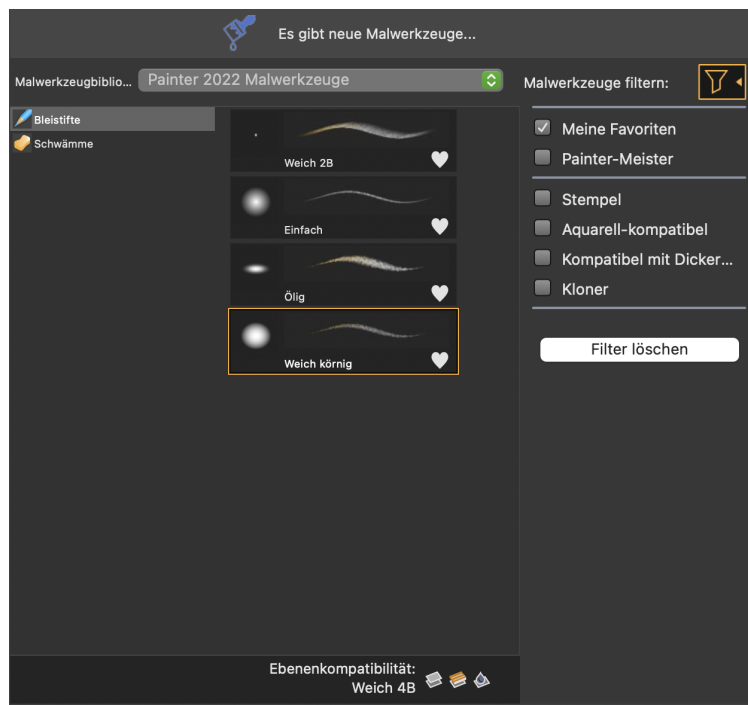 Es gibt neue Malwerkzeuge...
Malwerkzeugbiblio... Painter 2022 Malwerkzeuge Malwerkzeuge filtern:
Bleistifte
Schwämme
Weich 2B
Einfach
Ölig
Weich körnig
Meine Favoriten
Painter-Meister
Stempel
Aquarell-kompatibel
Kompatibel mit Dicker...
Kloner
Filter löschen
Ebenenkompatibilität:
Weich 4B